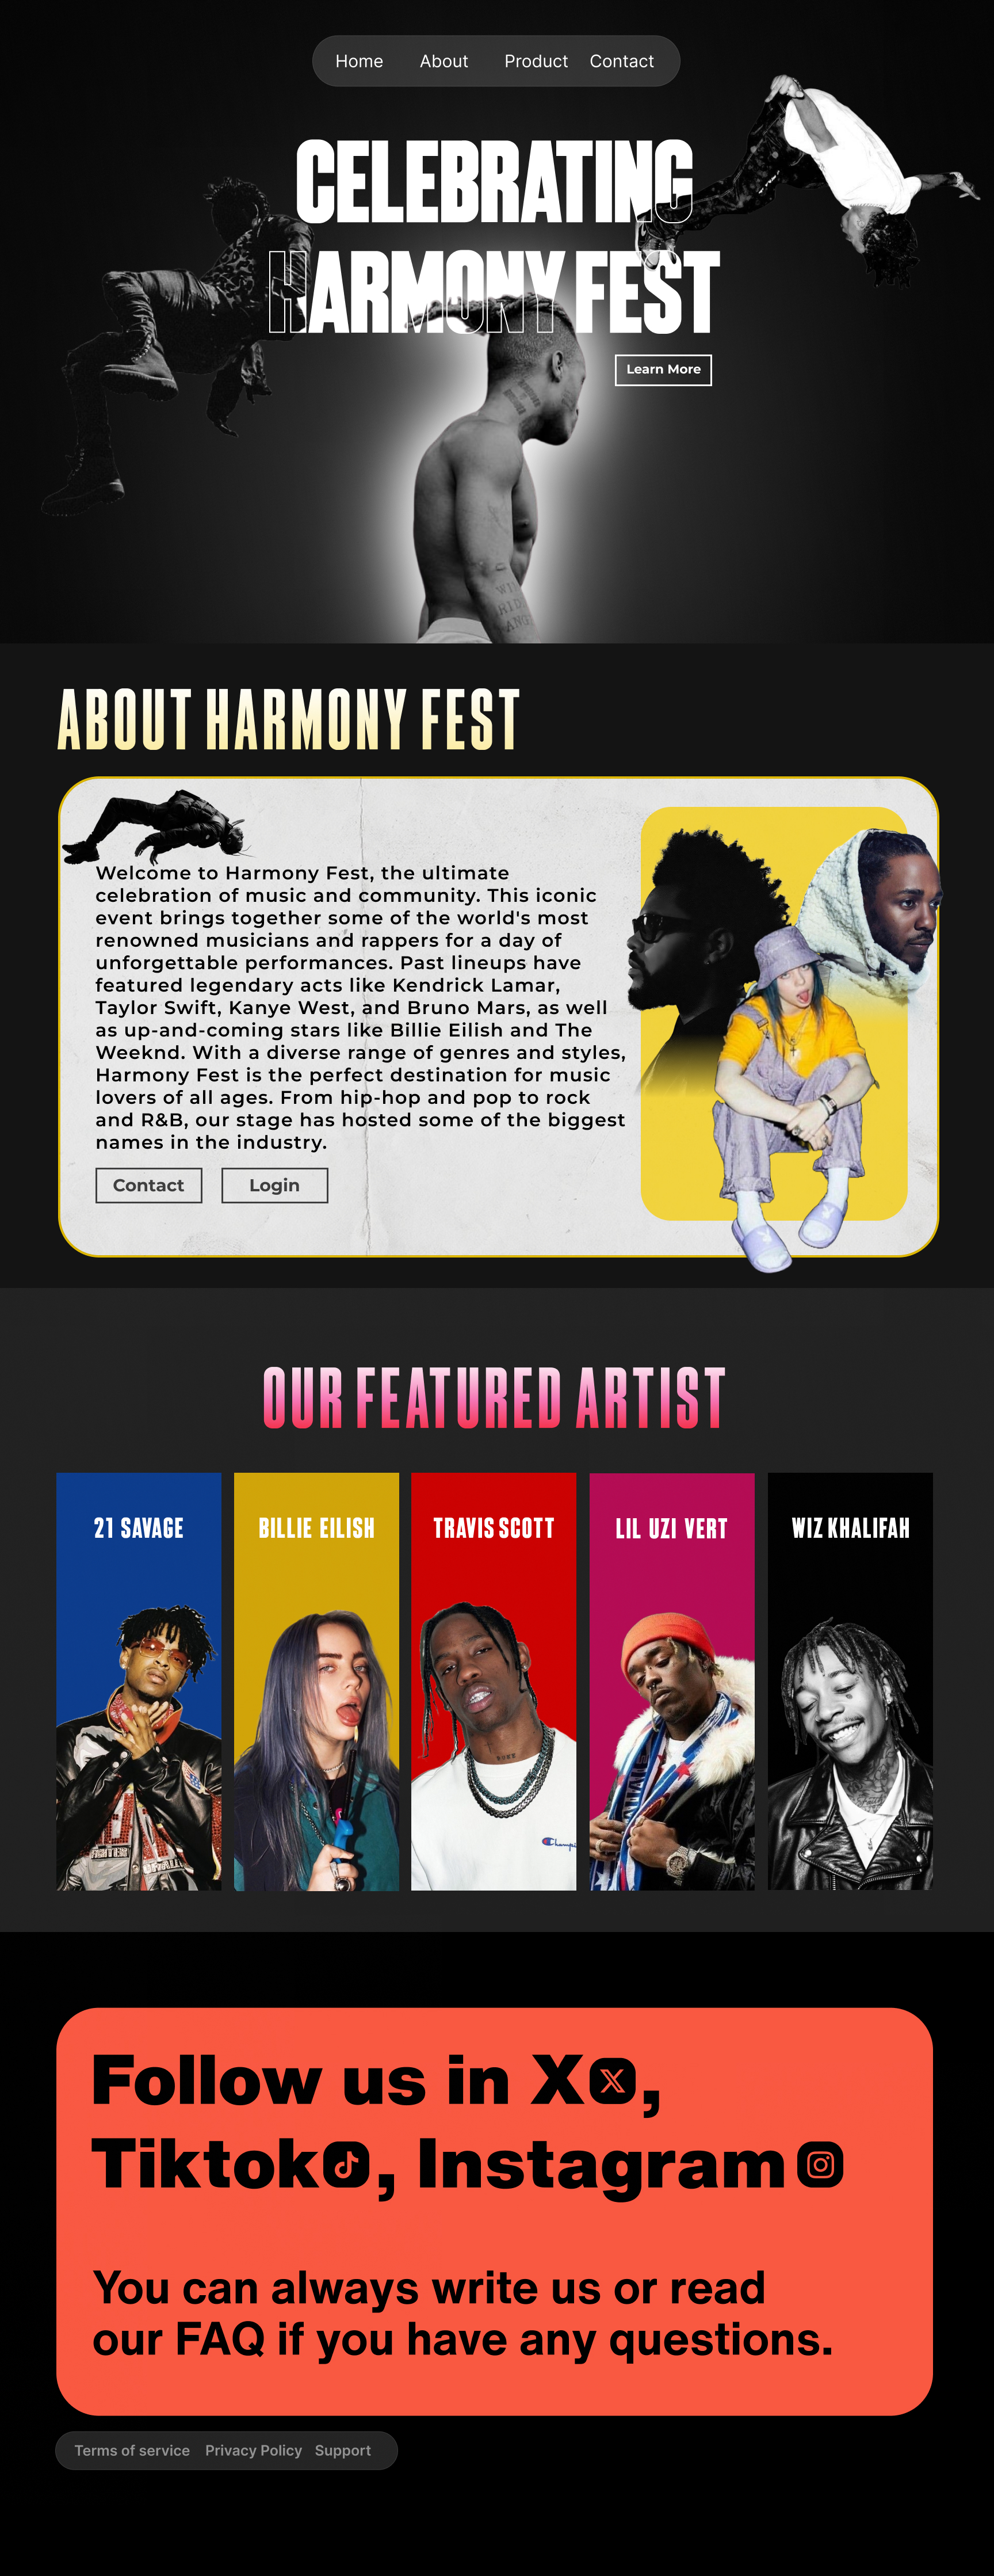 Home About Product Contact
CELEBRATING
HARMONY FEST
Learn More
ABOUT HARMONY FEST
Welcome to Harmony Fest, the ultimate
celebration of music and community. This iconic
event brings together some of the world's most
renowned musicians and rappers for a day of
unforgettable performances. Past lineups have
featured legendary acts like Kendrick Lamar,
Taylor Swift, Kanye West, and Bruno Mars, as well
as up-and-coming stars like Billie Eilish and The
Weeknd. With a diverse range of genres and styles,
Harmony Fest is the perfect destination for music
lovers of all ages. From hip-hop and pop to rock
and R&B, our stage has hosted some of the biggest
names in the industry.
Contact Login
OUR FEATURED ARTIST
21 SAVAGE
BILLIE EILISH
TRAVIS SCOTT
LIL UZI VERT
WIZ KHALIFAH
Follow us in X,
Tiktok, Instagram
You can always write us or read
our FAQ if you have any questions.
Terms of service Privacy Policy Support